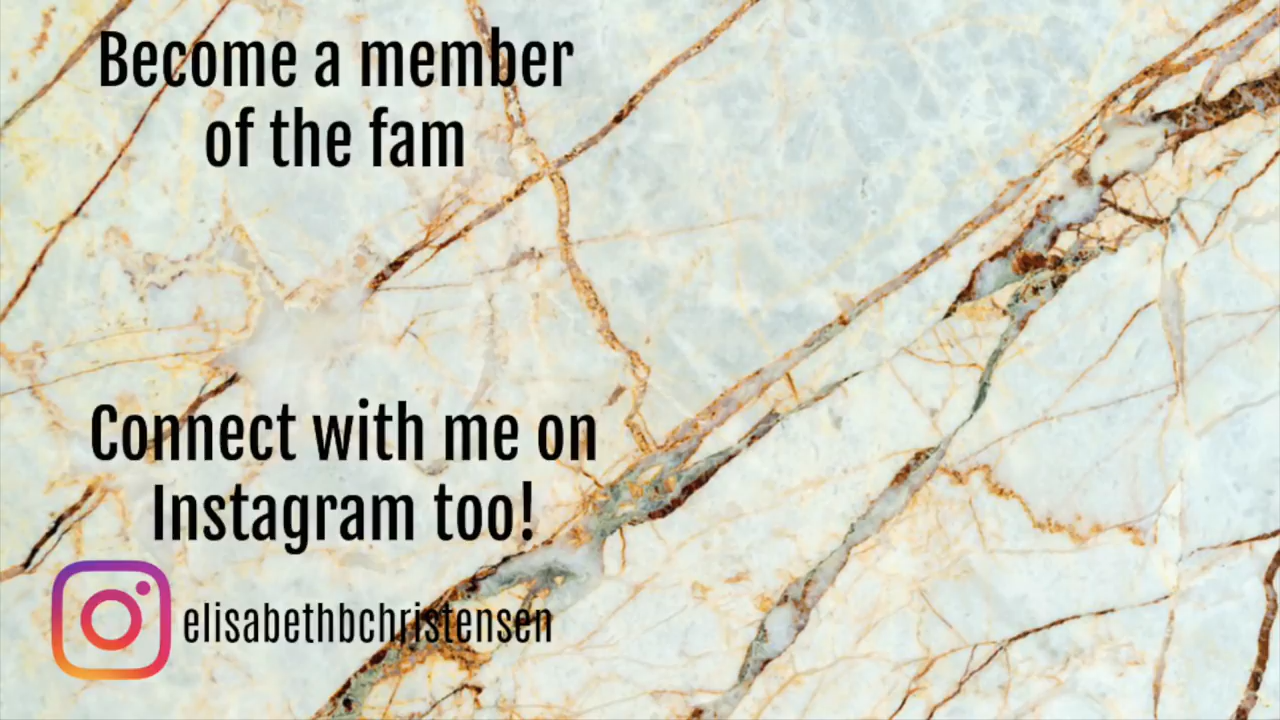 Become a member
of the fam
Connect with me on
Instagram too!
elisabethbchristensen